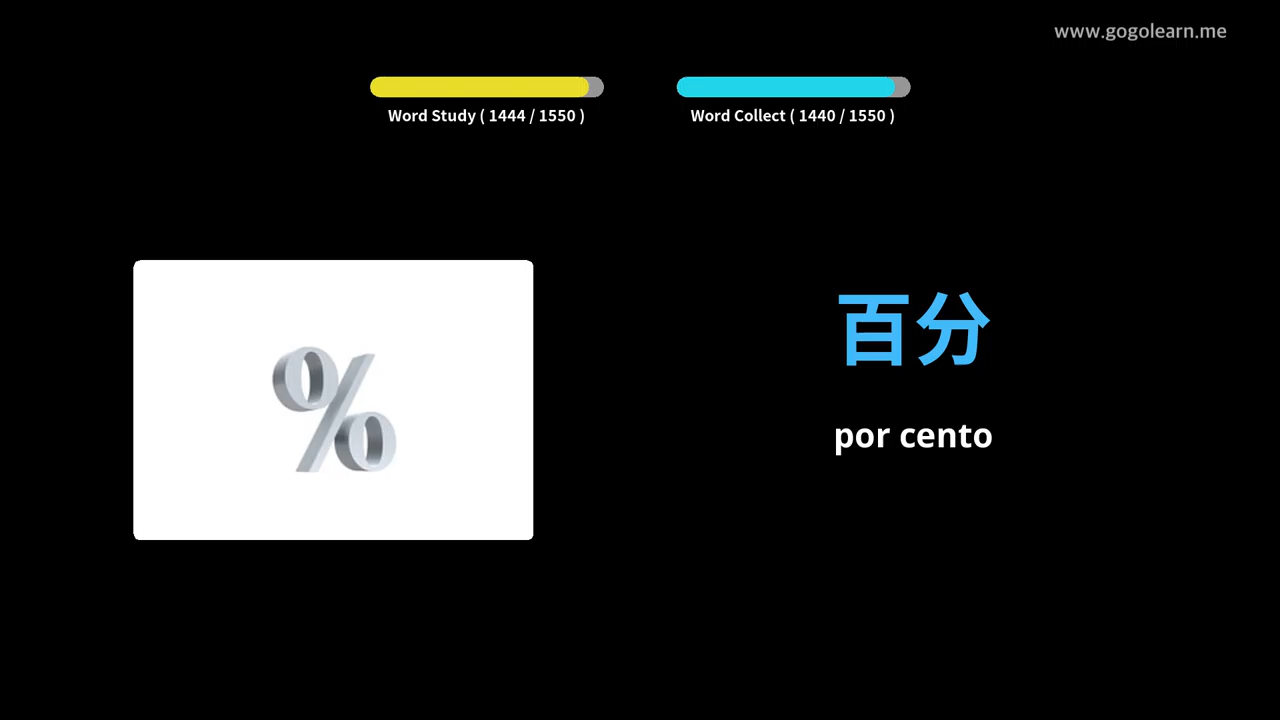 www.gogolearn.me
Word Study ( 1444 / 1550 )
Word Collect ( 1440 / 1550 )
%
百分
por cento